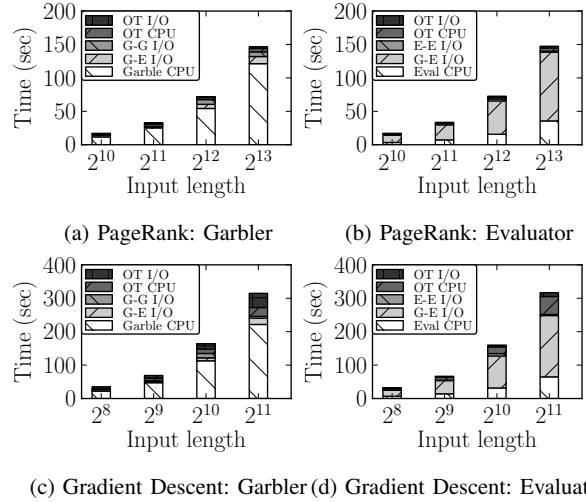 200
150
100
50
0
Time (sec)
OT I/O
OT CPU
G-G I/O
G-E I/O
Garble CPU
2^10 2^11 2^12 2^13
Input length
(a) PageRank: Garbler
200
150
100
50
0
Time (sec)
OT I/O
OT CPU
E-E I/O
G-E I/O
Eval CPU
2^10 2^11 2^12 2^13
Input length
(b) PageRank: Evaluator
400
300
200
100
0
Time (sec)
OT I/O
OT CPU
G-G I/O
G-E I/O
Garble CPU
2^8 2^9 2^10 2^11
Input length
(c) Gradient Descent: Garbler
400
300
200
100
0
Time (sec)
OT I/O
OT CPU
E-E I/O
G-E I/O
Eval CPU
2^8 2^9 2^10 2^11
Input length
(d) Gradient Descent: Evaluat